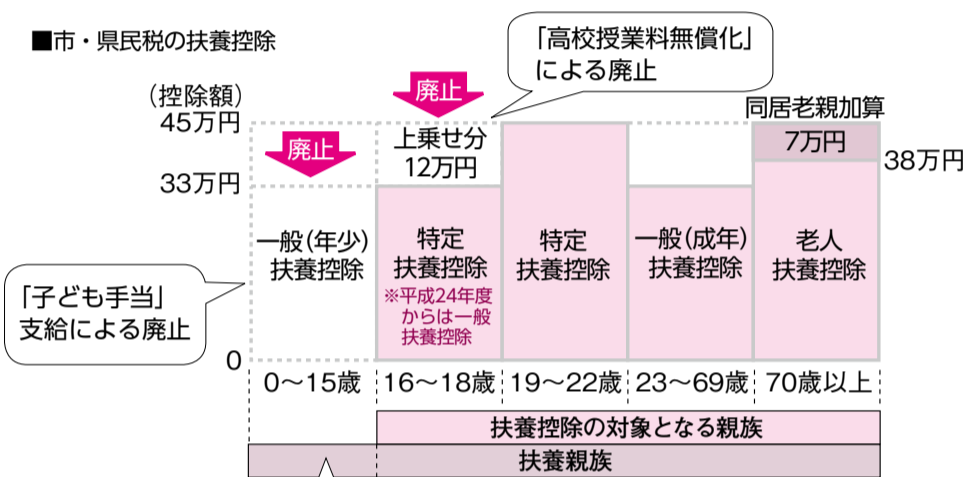 ■市・県民税の扶養控除
「高校授業料無償化」
による廃止
(控除額)
45万円
33万円
0
廃止
廃止
上乗せ分
12万円
同居老親加算
7万円
38万円
一般(年少)
扶養控除
特定
扶養控除
※平成24年度
からは一般
扶養控除
特定
扶養控除
一般(成年)
扶養控除
老人
扶養控除
「子ども手当」
支給による廃止
0～15歳
16～18歳
19～22歳
23～69歳
70歳以上
扶養控除の対象となる親族
扶養親族